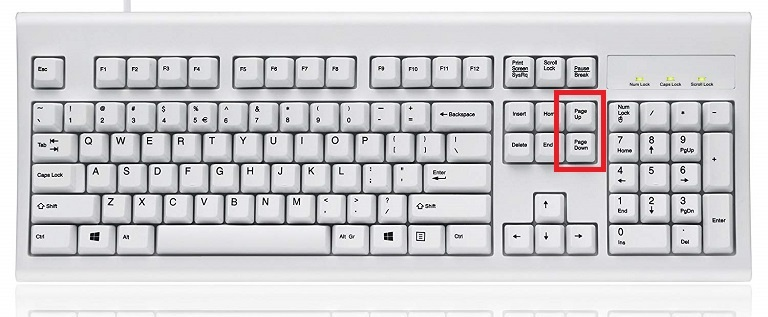 Esc F1 F2 F3 F4 F5 F6 F7 F8 F9 F10 F11 F12
Print Screen SysRq
Scroll Lock
Pause Break
Num Lock Caps Lock Scroll Lock
~ ! @ # $ % ^ & * ( ) _ +
1 2 3 4 5 € 6 7 8 9 0 - =
← Backspace
Insert Home Page Up
Num Lock / * -
Tab Q W E R T Y U I O P { [ } ] | \
Delete End Page Down
7 Home 8 ↑ 9 PgUp +
Caps Lock A S D F G H J K L : ; " ' Enter
4 ← 5 6 →
⇧ Shift Z X C V B N M < , > . ? / ⇧ Shift
↑
1 End 2 ↓ 3 PgDn Enter
Ctrl Alt Alt Gr Ctrl
← ↓ →
0 Ins . Del